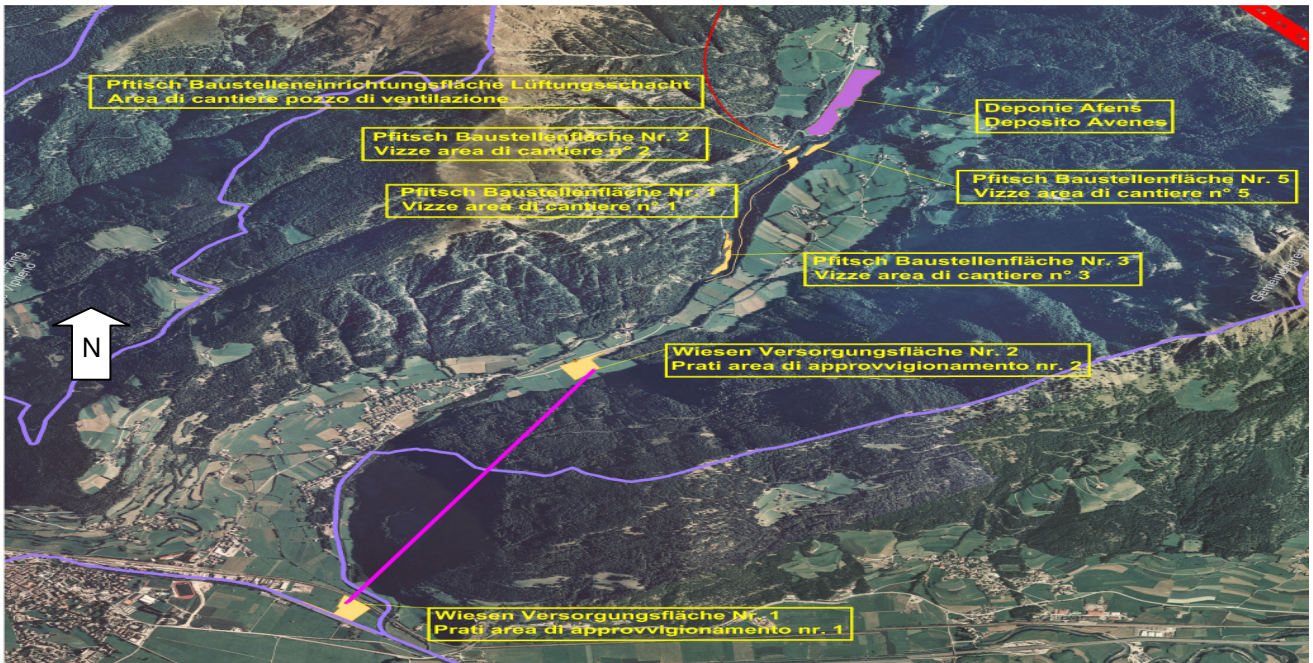 Pftisch Baustelleneinrichtungsfläche Lüftungsschacht
Area di cantiere pozzo di ventilazione
Deponie Afens
Deposito Avenes
Pfitsch Baustellenfläche Nr. 2
Vizze area di cantiere n° 2
Pfitsch Baustellenfläche Nr. 5
Vizze area di cantiere n° 5
Pfitsch Baustellenfläche Nr. 1
Vizze area di cantiere n° 1
Pfitsch Baustellenfläche Nr. 3
Vizze area di cantiere n° 3
N
Wiesen Versorgungsfläche Nr. 2
Prati area di approvvigionamento nr. 2
Wiesen Versorgungsfläche Nr. 1
Prati area di approvvigionamento nr. 1